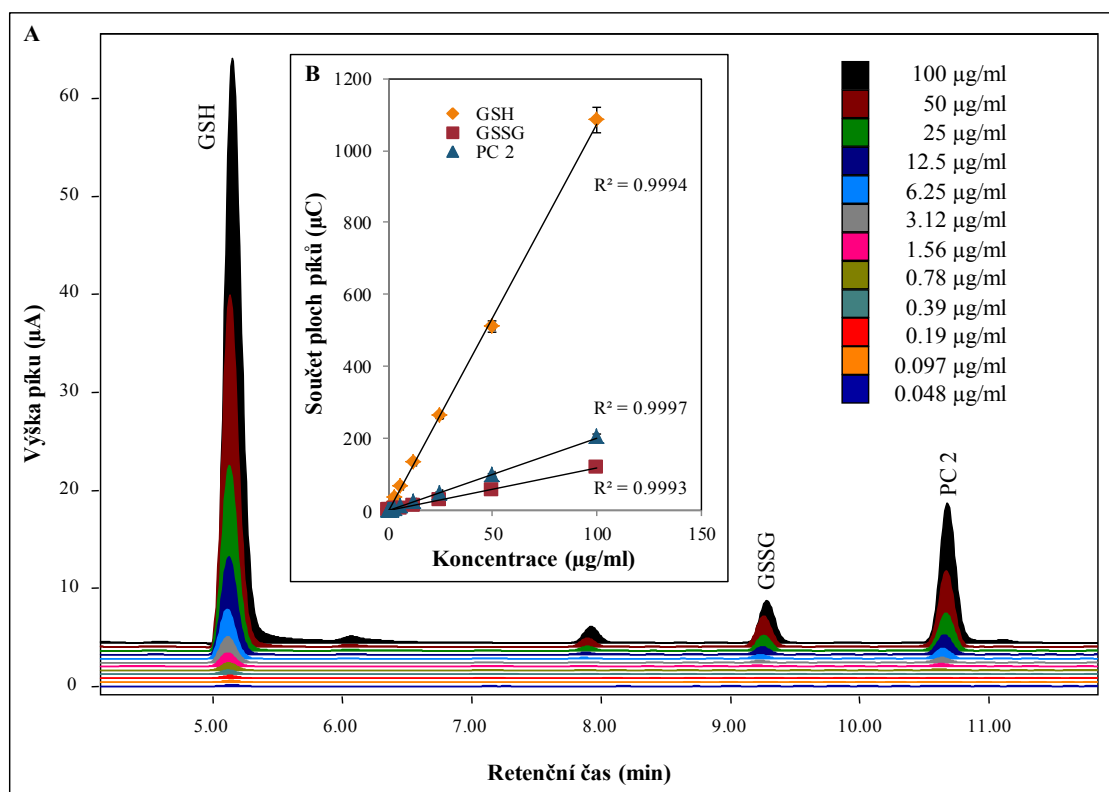 A
Výška píku (µA)
60
50
40
30
20
10
0
GSH
GSSG
PC 2
5.00 6.00 7.00 8.00 9.00 10.00 11.00
Retenční čas (min)
B
Součet ploch píků (µC)
1200
1000
800
600
400
200
0
GSH
GSSG
PC 2
R² = 0.9994
R² = 0.9997
R² = 0.9993
0 50 100 150
Koncentrace (µg/ml)
100 µg/ml
50 µg/ml
25 µg/ml
12.5 µg/ml
6.25 µg/ml
3.12 µg/ml
1.56 µg/ml
0.78 µg/ml
0.39 µg/ml
0.19 µg/ml
0.097 µg/ml
0.048 µg/ml